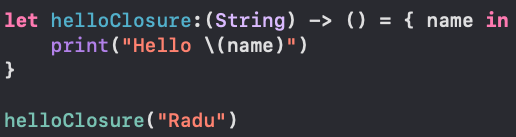 let helloClosure:(String) -> () = { name in
    print("Hello \(name)")
}

helloClosure("Radu")